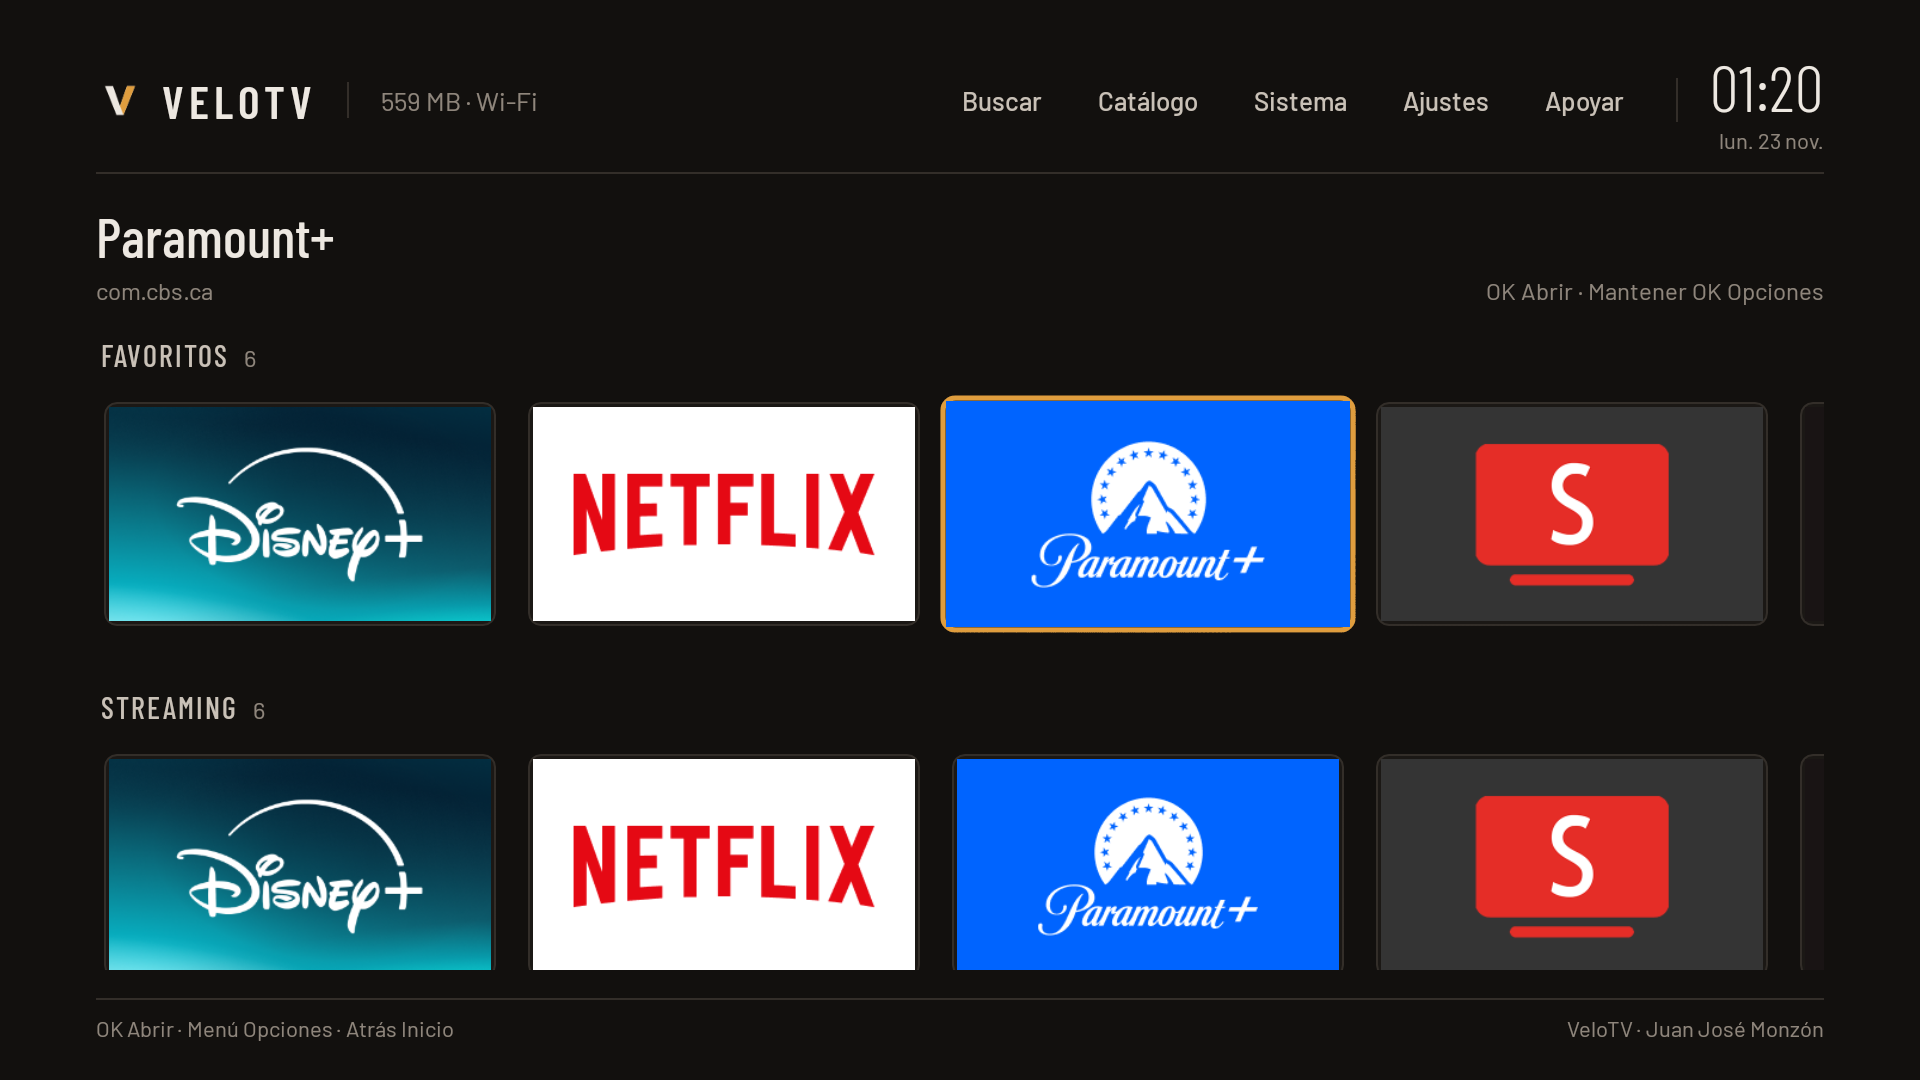 VELOTV
559 MB · Wi-Fi
Buscar
Catálogo
Sistema
Ajustes
Apoyar
01:20
lun. 23 nov.
Paramount+
com.cbs.ca
OK Abrir · Mantener OK Opciones
FAVORITOS 6
Disney+
NETFLIX
Paramount+
S
STREAMING 6
Disney+
NETFLIX
Paramount+
S
OK Abrir · Menú Opciones · Atrás Inicio
VeloTV · Juan José Monzón